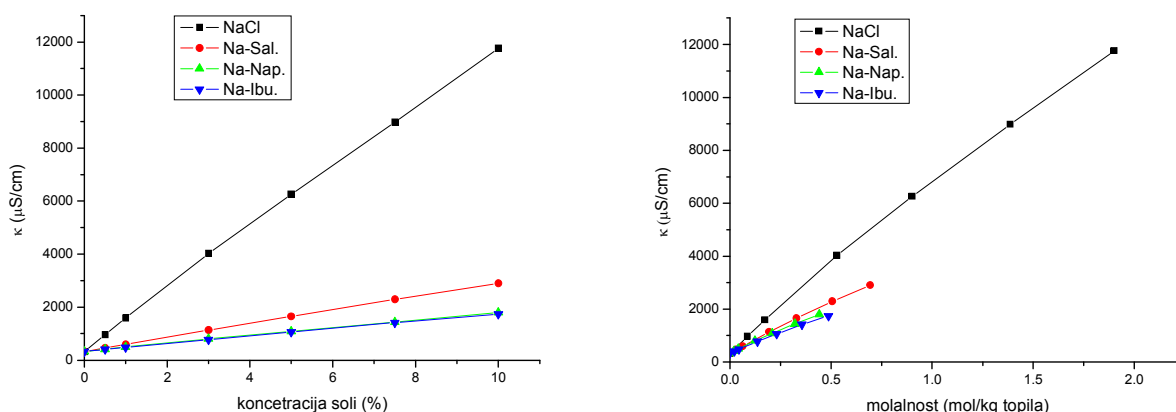 NaCl
Na-Sal.
Na-Nap.
Na-Ibu.
12000
10000
8000
6000
4000
2000
0
κ (μS/cm)
0 2 4 6 8 10
koncetracija soli (%)
NaCl
Na-Sal.
Na-Nap.
Na-Ibu.
12000
10000
8000
6000
4000
2000
0
κ (μS/cm)
0.0 0.5 1.0 1.5 2.0
molalnost (mol/kg topila)